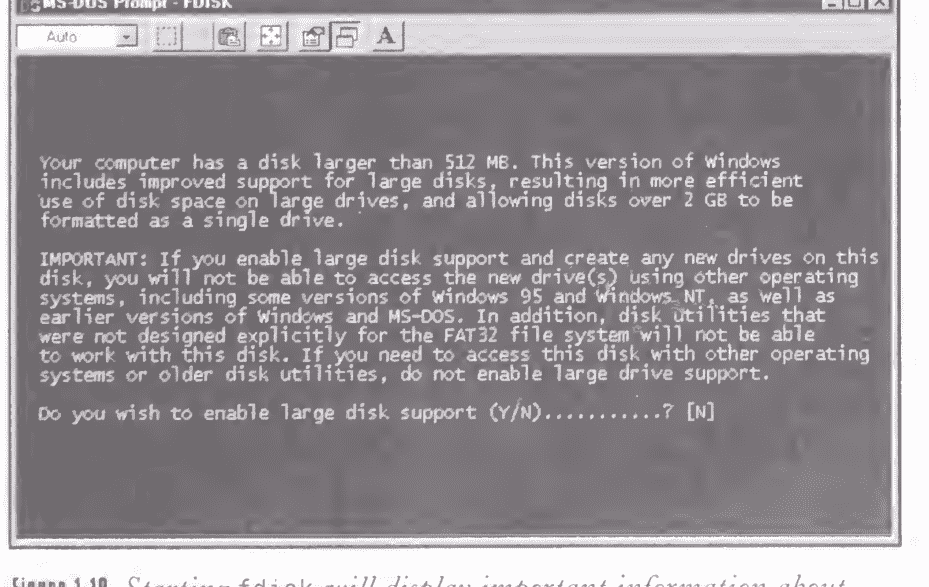 MS-DOS Prompt - FDISK
Auto
A
Your computer has a disk larger than 512 MB. This version of Windows
includes improved support for large disks, resulting in more efficient
use of disk space on large drives, and allowing disks over 2 GB to be
formatted as a single drive.
IMPORTANT: If you enable large disk support and create any new drives on this
disk, you will not be able to access the new drive(s) using other operating
systems, including some versions of Windows 95 and Windows NT, as well as
earlier versions of Windows and MS-DOS. In addition, disk utilities that
were not designed explicitly for the FAT32 file system will not be able
to work with this disk. If you need to access this disk with other operating
systems or older disk utilities, do not enable large drive support.
Do you wish to enable large disk support (Y/N)...........? [N]
Figure 1.10 Starting fdisk will display important information about